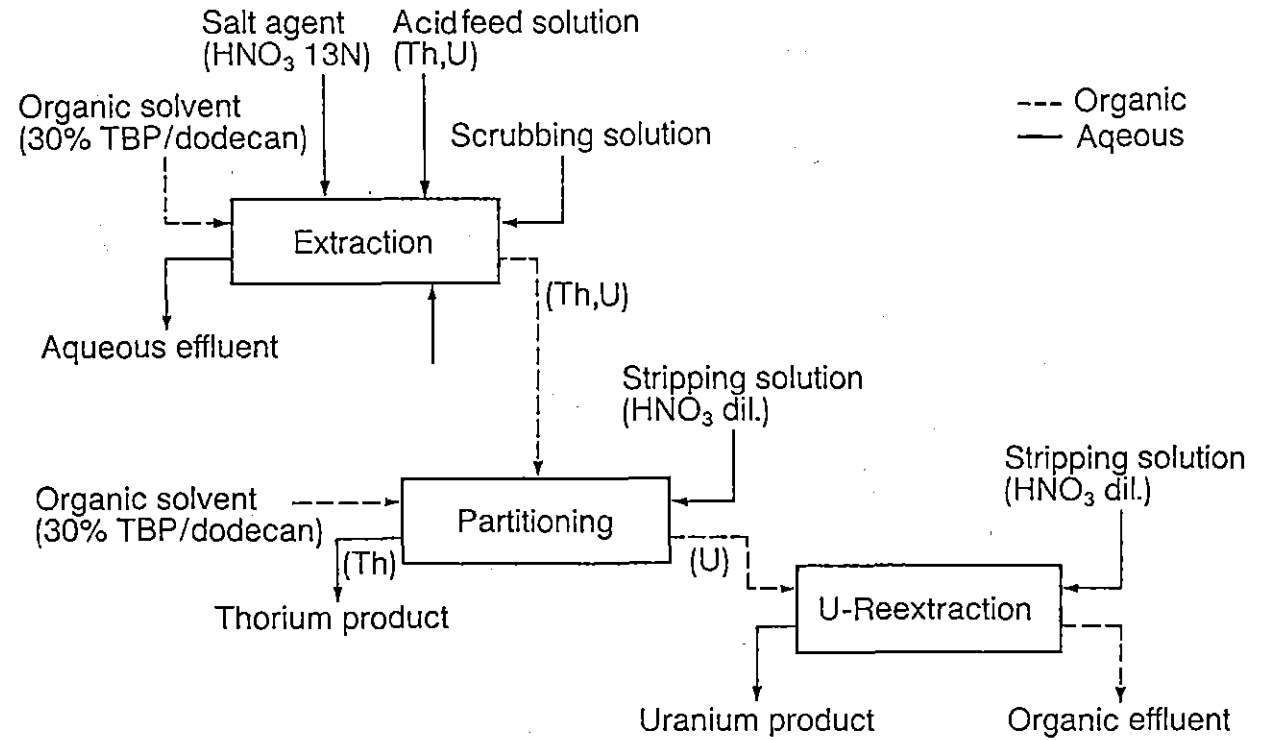 Salt agent
(HNO₃ 13N)
Acid feed solution
(Th,U)
Organic solvent
(30% TBP/dodecan)
Scrubbing solution
--- Organic
— Aqeous
Extraction
(Th,U)
Aqueous effluent
Stripping solution
(HNO₃ dil.)
Stripping solution
(HNO₃ dil.)
Organic solvent
(30% TBP/dodecan)
Partitioning
(Th)
(U)
Thorium product
U-Reextraction
Uranium product
Organic effluent